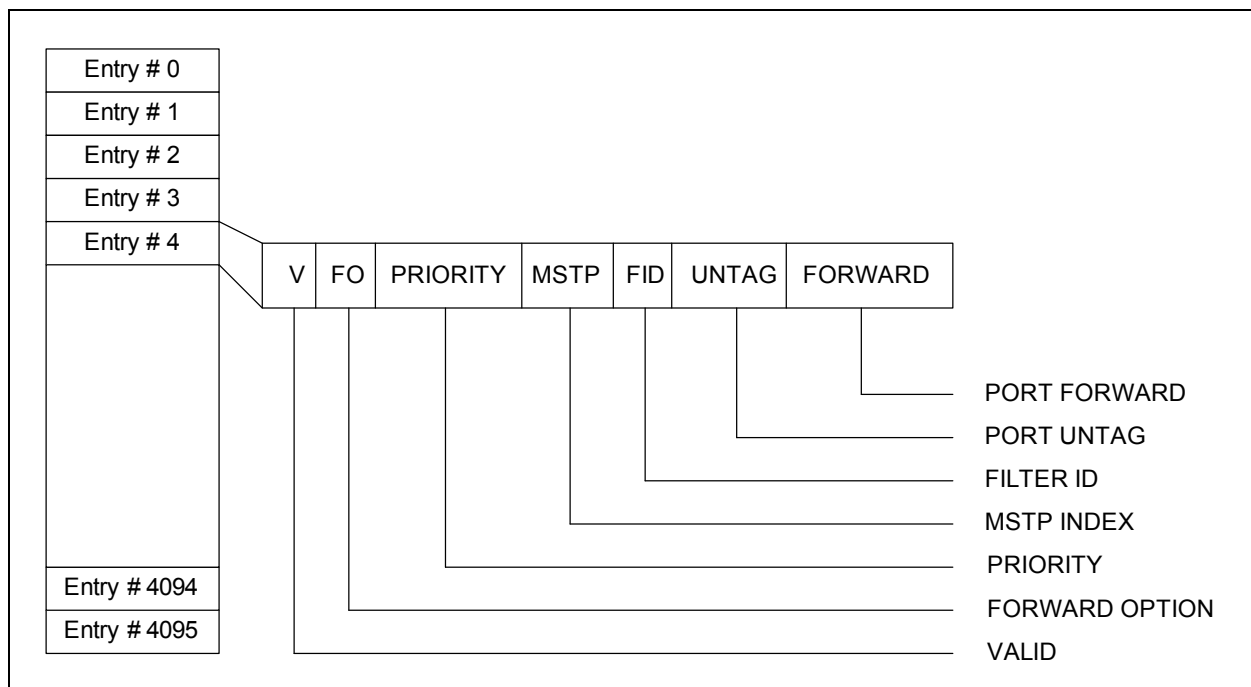 Entry # 0
Entry # 1
Entry # 2
Entry # 3
Entry # 4
V FO PRIORITY MSTP FID UNTAG FORWARD
PORT FORWARD
PORT UNTAG
FILTER ID
MSTP INDEX
PRIORITY
FORWARD OPTION
VALID
Entry # 4094
Entry # 4095